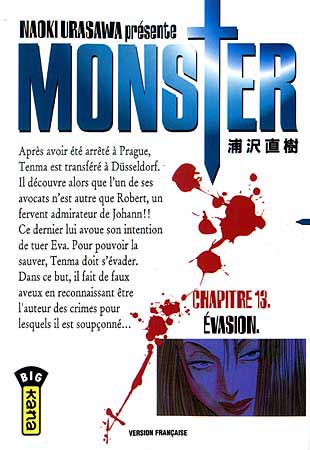 NAOKI URASAWA présente
MONSTER
浦沢直樹
Après avoir été arrêté à Prague,
Tenma est transféré à Düsseldorf.
Il découvre alors que l'un de ses
avocats n'est autre que Robert, un
fervent admirateur de Johann!!
Ce dernier lui avoue son intention
de tuer Eva. Pour pouvoir la
sauver, Tenma doit s'évader.
Dans ce but, il fait de faux
aveux en reconnaissant être
l'auteur des crimes pour
lesquels il est soupçonné...
CHAPITRE 13.
ÉVASION.
BIG
kana
VERSION FRANÇAISE